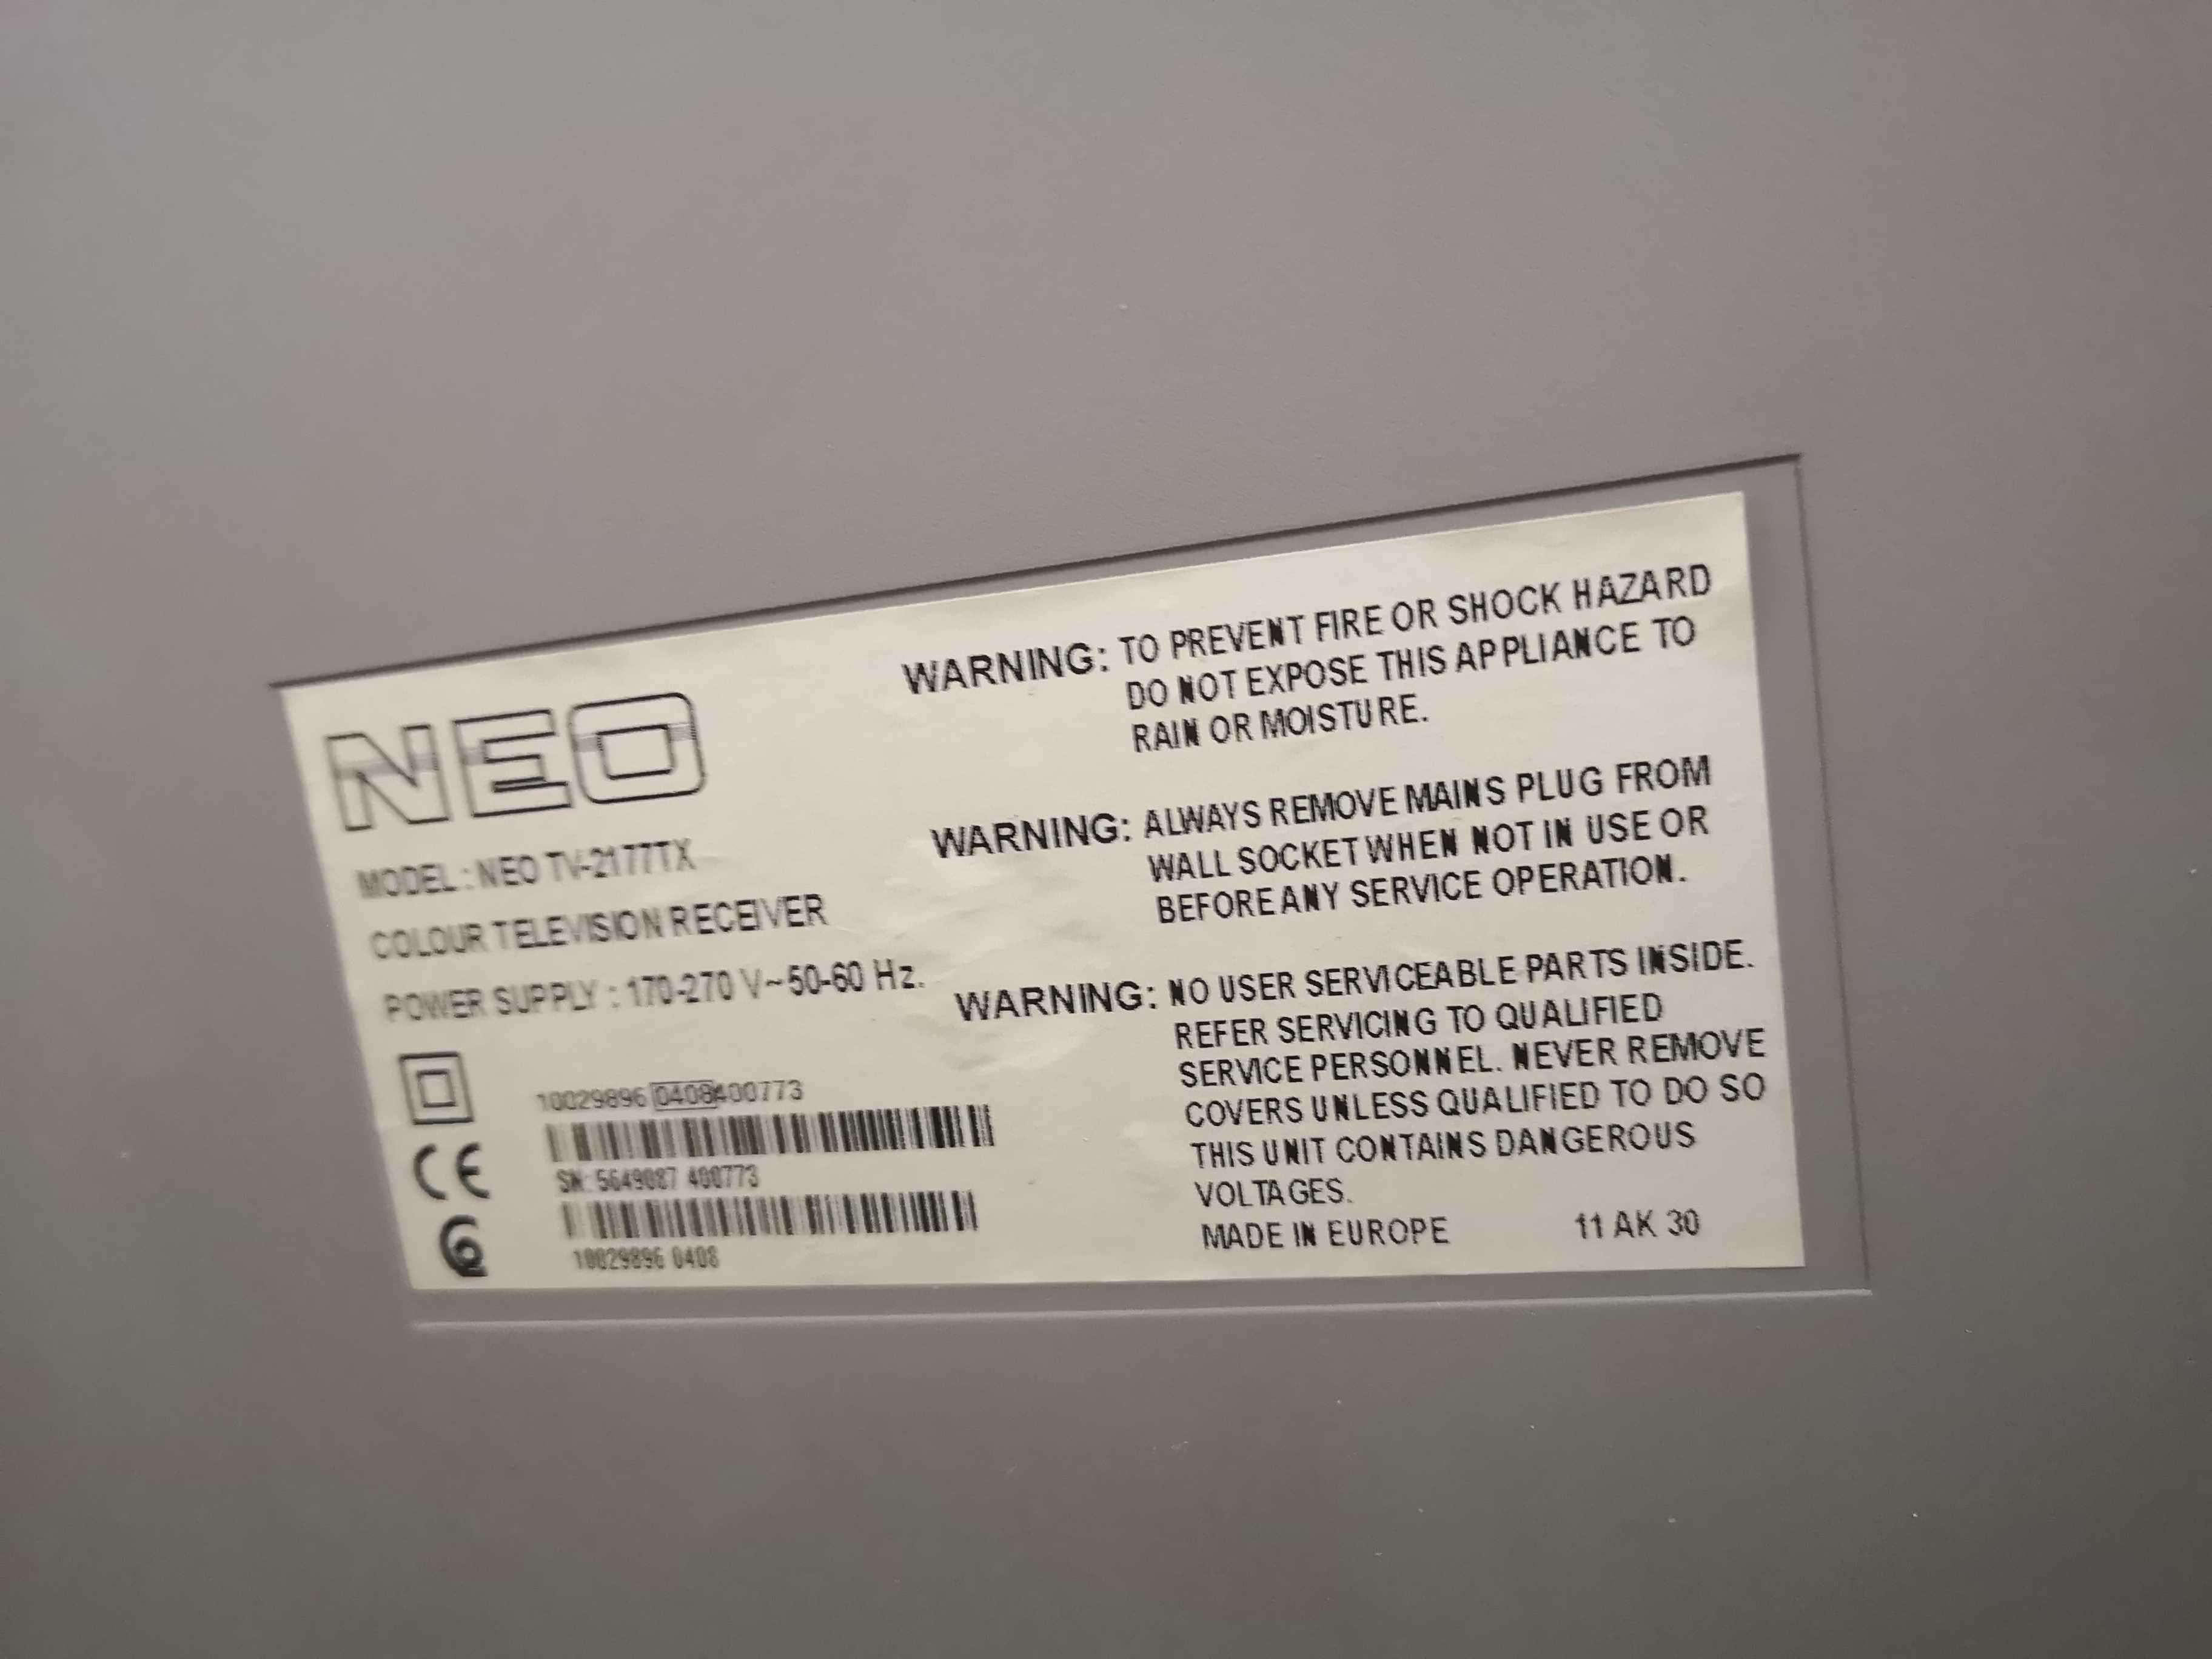 NEO
MODEL : NEO TV-2177TX
COLOUR TELEVISION RECEIVER
POWER SUPPLY : 170-270 V~50-60 Hz.
10029896 0408400773
SN: 5649087 400773
10029896 0408
CE
WARNING: TO PREVENT FIRE OR SHOCK HAZARD
DO NOT EXPOSE THIS APPLIANCE TO
RAIN OR MOISTURE.
WARNING: ALWAYS REMOVE MAINS PLUG FROM
WALL SOCKET WHEN NOT IN USE OR
BEFORE ANY SERVICE OPERATION.
WARNING: NO USER SERVICEABLE PARTS INSIDE.
REFER SERVICING TO QUALIFIED
SERVICE PERSONNEL. NEVER REMOVE
COVERS UNLESS QUALIFIED TO DO SO
THIS UNIT CONTAINS DANGEROUS
VOLTAGES.
MADE IN EUROPE 11 AK 30